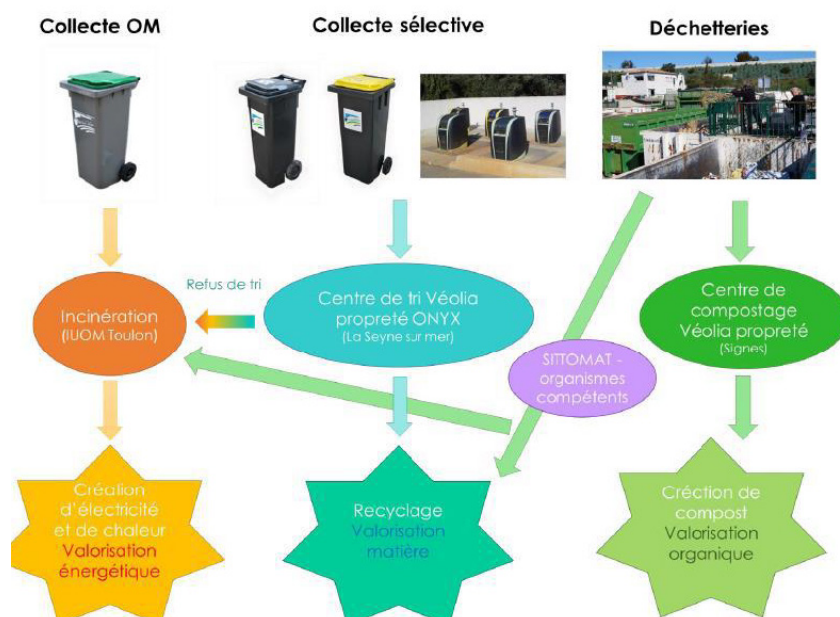 Collecte OM
Collecte sélective
Déchetteries
Refus de tri
Incinération
(IUOM Toulon)
Centre de tri Véolia
propreté ONYX
(La Seyne sur mer)
Centre de
compostage
Véolia propreté
(Signes)
SITTOMAT -
organismes
compétents
Création
d'électricité
et de chaleur
Valorisation
énergétique
Recyclage
Valorisation
matière
Créction de
compost
Valorisation
organique